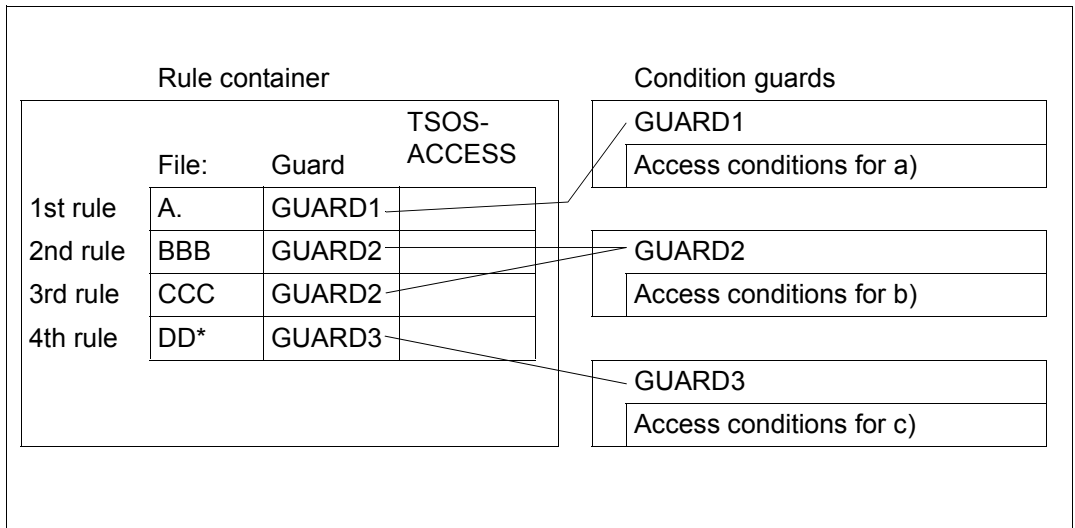 Rule container
Condition guards
File: Guard TSOS-
ACCESS
1st rule A. GUARD1
2nd rule BBB GUARD2
3rd rule CCC GUARD2
4th rule DD* GUARD3
GUARD1
Access conditions for a)
GUARD2
Access conditions for b)
GUARD3
Access conditions for c)